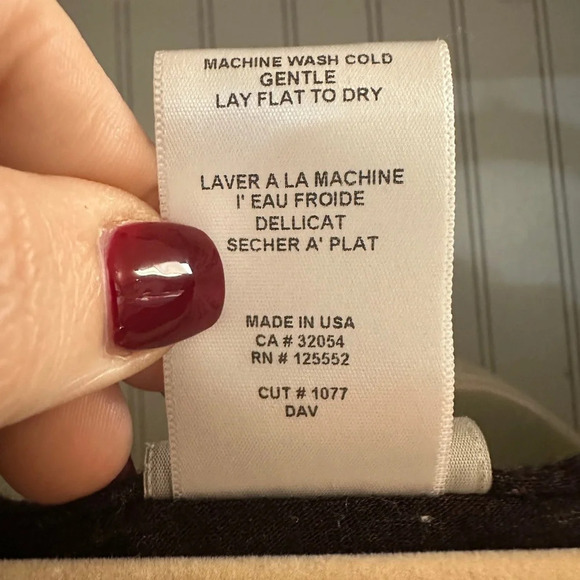 MACHINE WASH COLD
GENTLE
LAY FLAT TO DRY
LAVER A LA MACHINE
I' EAU FROIDE
DELLICAT
SECHER A' PLAT
MADE IN USA
CA # 32054
RN # 125552
CUT # 1077
DAV